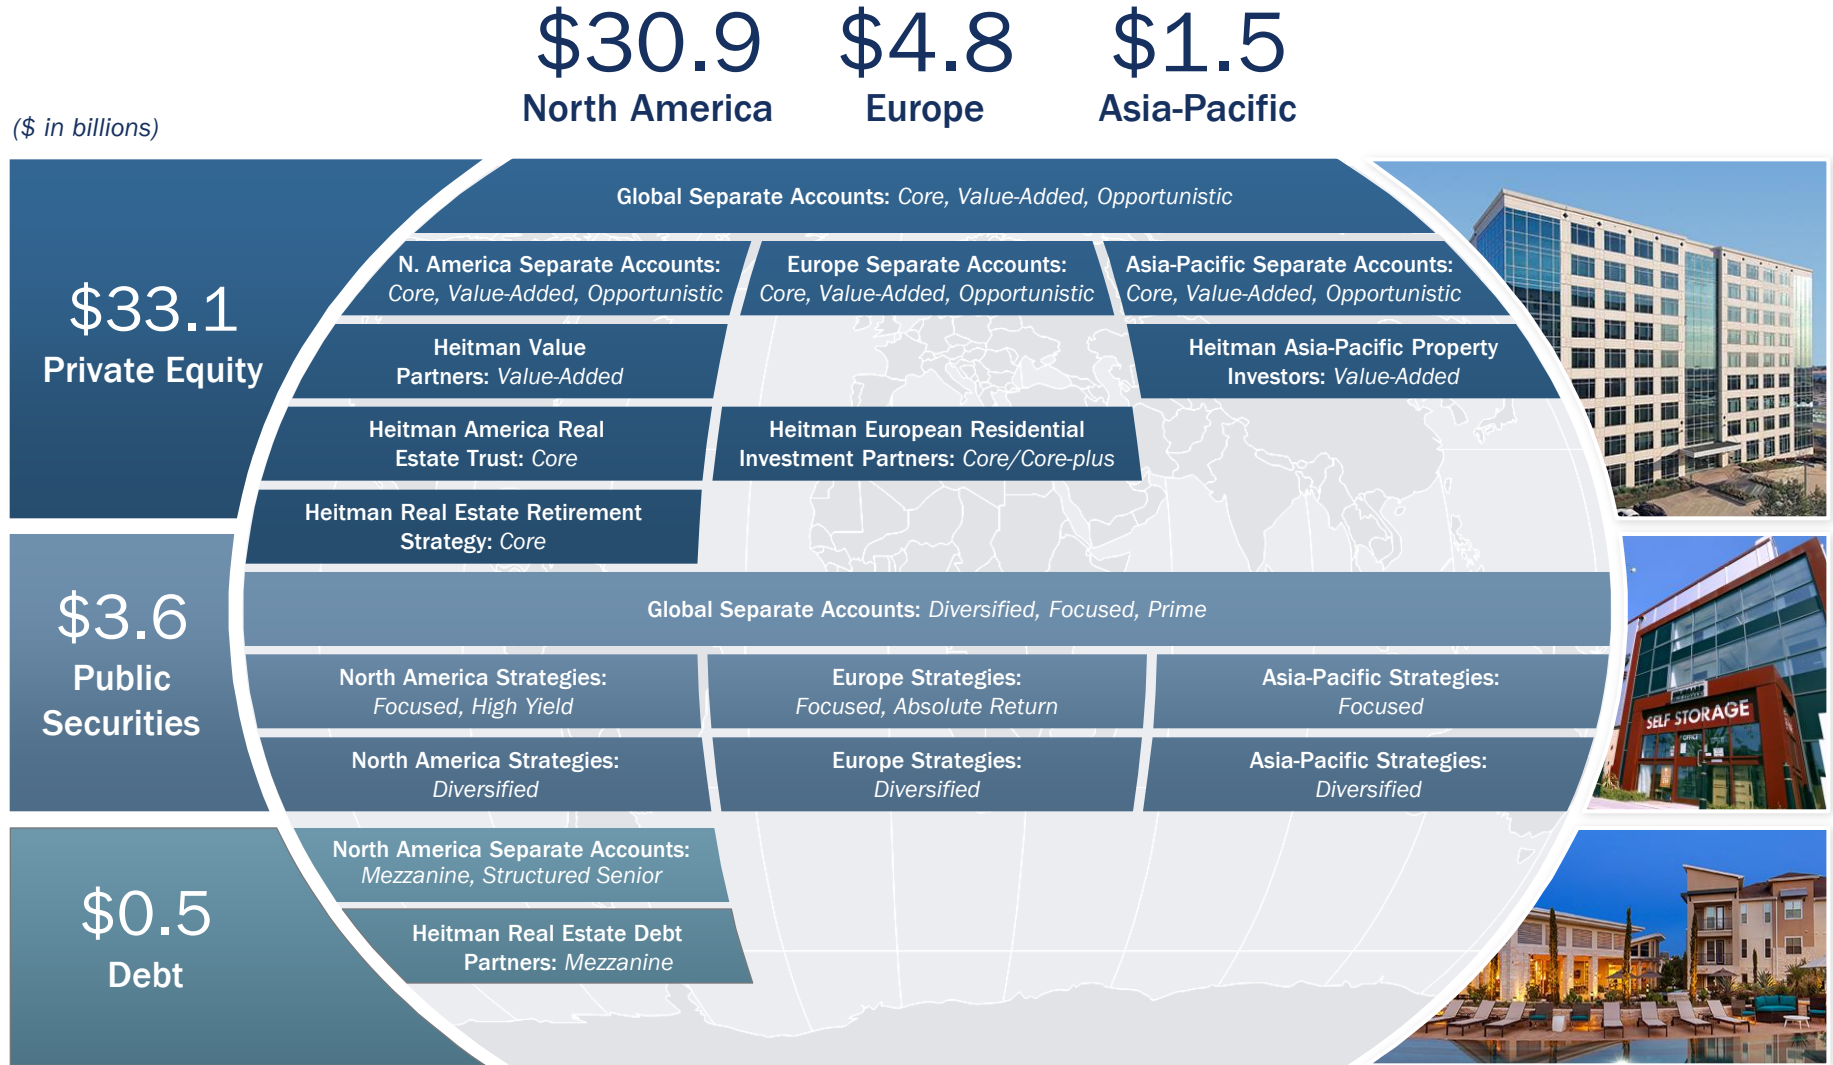 $30.9
North America
$4.8
Europe
$1.5
Asia-Pacific
($ in billions)
$33.1
Private Equity
Global Separate Accounts: Core, Value-Added, Opportunistic
N. America Separate Accounts:
Core, Value-Added, Opportunistic
Europe Separate Accounts:
Core, Value-Added, Opportunistic
Asia-Pacific Separate Accounts:
Core, Value-Added, Opportunistic
Heitman Value
Partners: Value-Added
Heitman Asia-Pacific Property
Investors: Value-Added
Heitman America Real
Estate Trust: Core
Heitman European Residential
Investment Partners: Core/Core-plus
Heitman Real Estate Retirement
Strategy: Core
$3.6
Public
Securities
Global Separate Accounts: Diversified, Focused, Prime
North America Strategies:
Focused, High Yield
Europe Strategies:
Focused, Absolute Return
Asia-Pacific Strategies:
Focused
North America Strategies:
Diversified
Europe Strategies:
Diversified
Asia-Pacific Strategies:
Diversified
SELF STORAGE
OFFICE
$0.5
Debt
North America Separate Accounts:
Mezzanine, Structured Senior
Heitman Real Estate Debt
Partners: Mezzanine